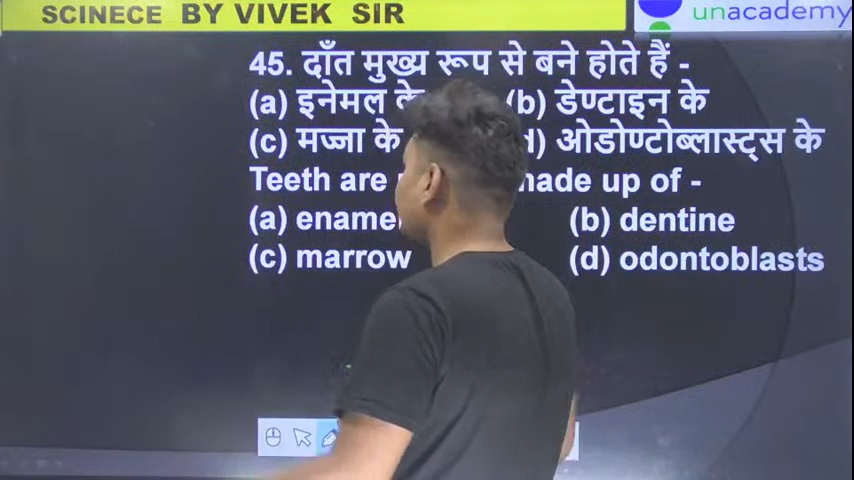 SCINECE BY VIVEK SIR
unacademy
45. दाँत मुख्य रूप से बने होते हैं -
(a) इनेमल के (b) डेण्टाइन के
(c) मज्जा के d) ओडोण्टोब्लास्ट्स के
Teeth are made up of -
(a) enamel (b) dentine
(c) marrow (d) odontoblasts